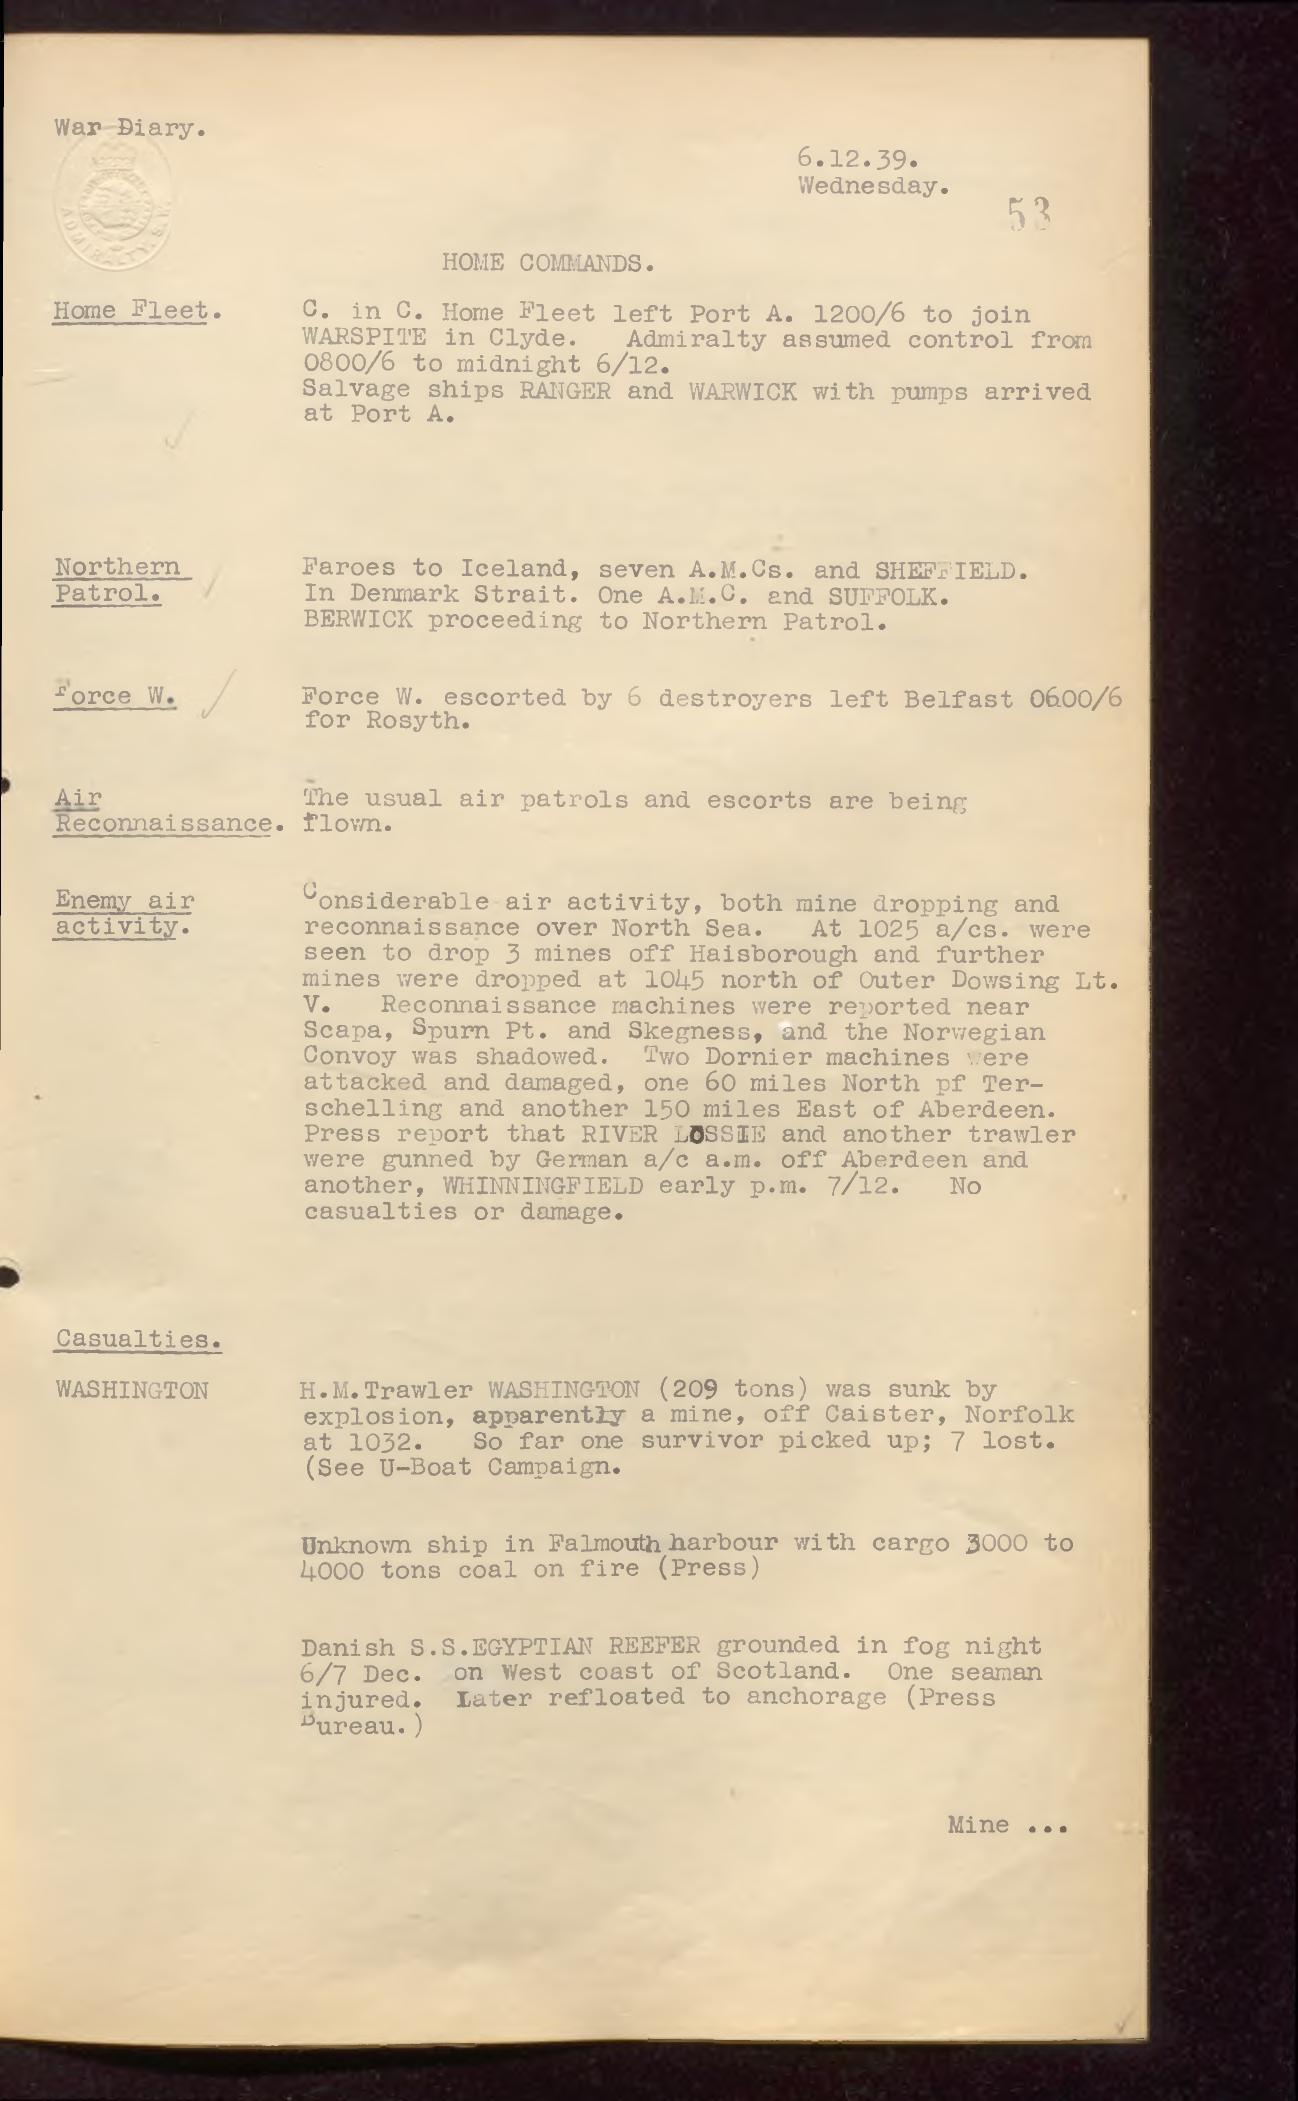 War Diary.
6.12.39.
Wednesday.
53
ADMIRALTY. S.W.
HOME COMMANDS.
Home Fleet.
C. in C. Home Fleet left Port A. 1200/6 to join
WARSPITE in Clyde. Admiralty assumed control from
0800/6 to midnight 6/12.
Salvage ships RANGER and WARWICK with pumps arrived
at Port A.
Northern
Patrol.
Faroes to Iceland, seven A.M.Cs. and SHEFFIELD.
In Denmark Strait. One A.M.C. and SUFFOLK.
BERWICK proceeding to Northern Patrol.
Force W.
Force W. escorted by 6 destroyers left Belfast 0600/6
for Rosyth.
Air
Reconnaissance.
The usual air patrols and escorts are being
flown.
Enemy air
activity.
Considerable air activity, both mine dropping and
reconnaissance over North Sea. At 1025 a/cs. were
seen to drop 3 mines off Haisborough and further
mines were dropped at 1045 north of Outer Dowsing Lt.
V. Reconnaissance machines were reported near
Scapa, Spurn Pt. and Skegness, and the Norwegian
Convoy was shadowed. Two Dornier machines were
attacked and damaged, one 60 miles North pf Ter-
schelling and another 150 miles East of Aberdeen.
Press report that RIVER LOSSIE and another trawler
were gunned by German a/c a.m. off Aberdeen and
another, WHINNINGFIELD early p.m. 7/12. No
casualties or damage.
Casualties.
WASHINGTON
H.M.Trawler WASHINGTON (209 tons) was sunk by
explosion, apparently a mine, off Caister, Norfolk
at 1032. So far one survivor picked up; 7 lost.
(See U-Boat Campaign.
Unknown ship in Falmouth harbour with cargo 3000 to
4000 tons coal on fire (Press)
Danish S.S.EGYPTIAN REEFER grounded in fog night
6/7 Dec. on West coast of Scotland. One seaman
injured. Later refloated to anchorage (Press
Bureau.)
Mine ...